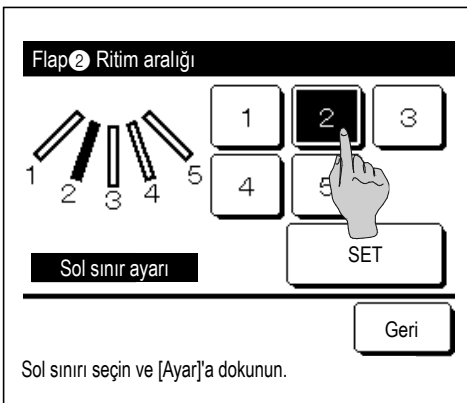 Flap❷ Ritim aralığı
1 2 3
4 5
1 2 3 4 5
SET
Sol sınır ayarı
Geri
Sol sınırı seçin ve [Ayar]'a dokunun.